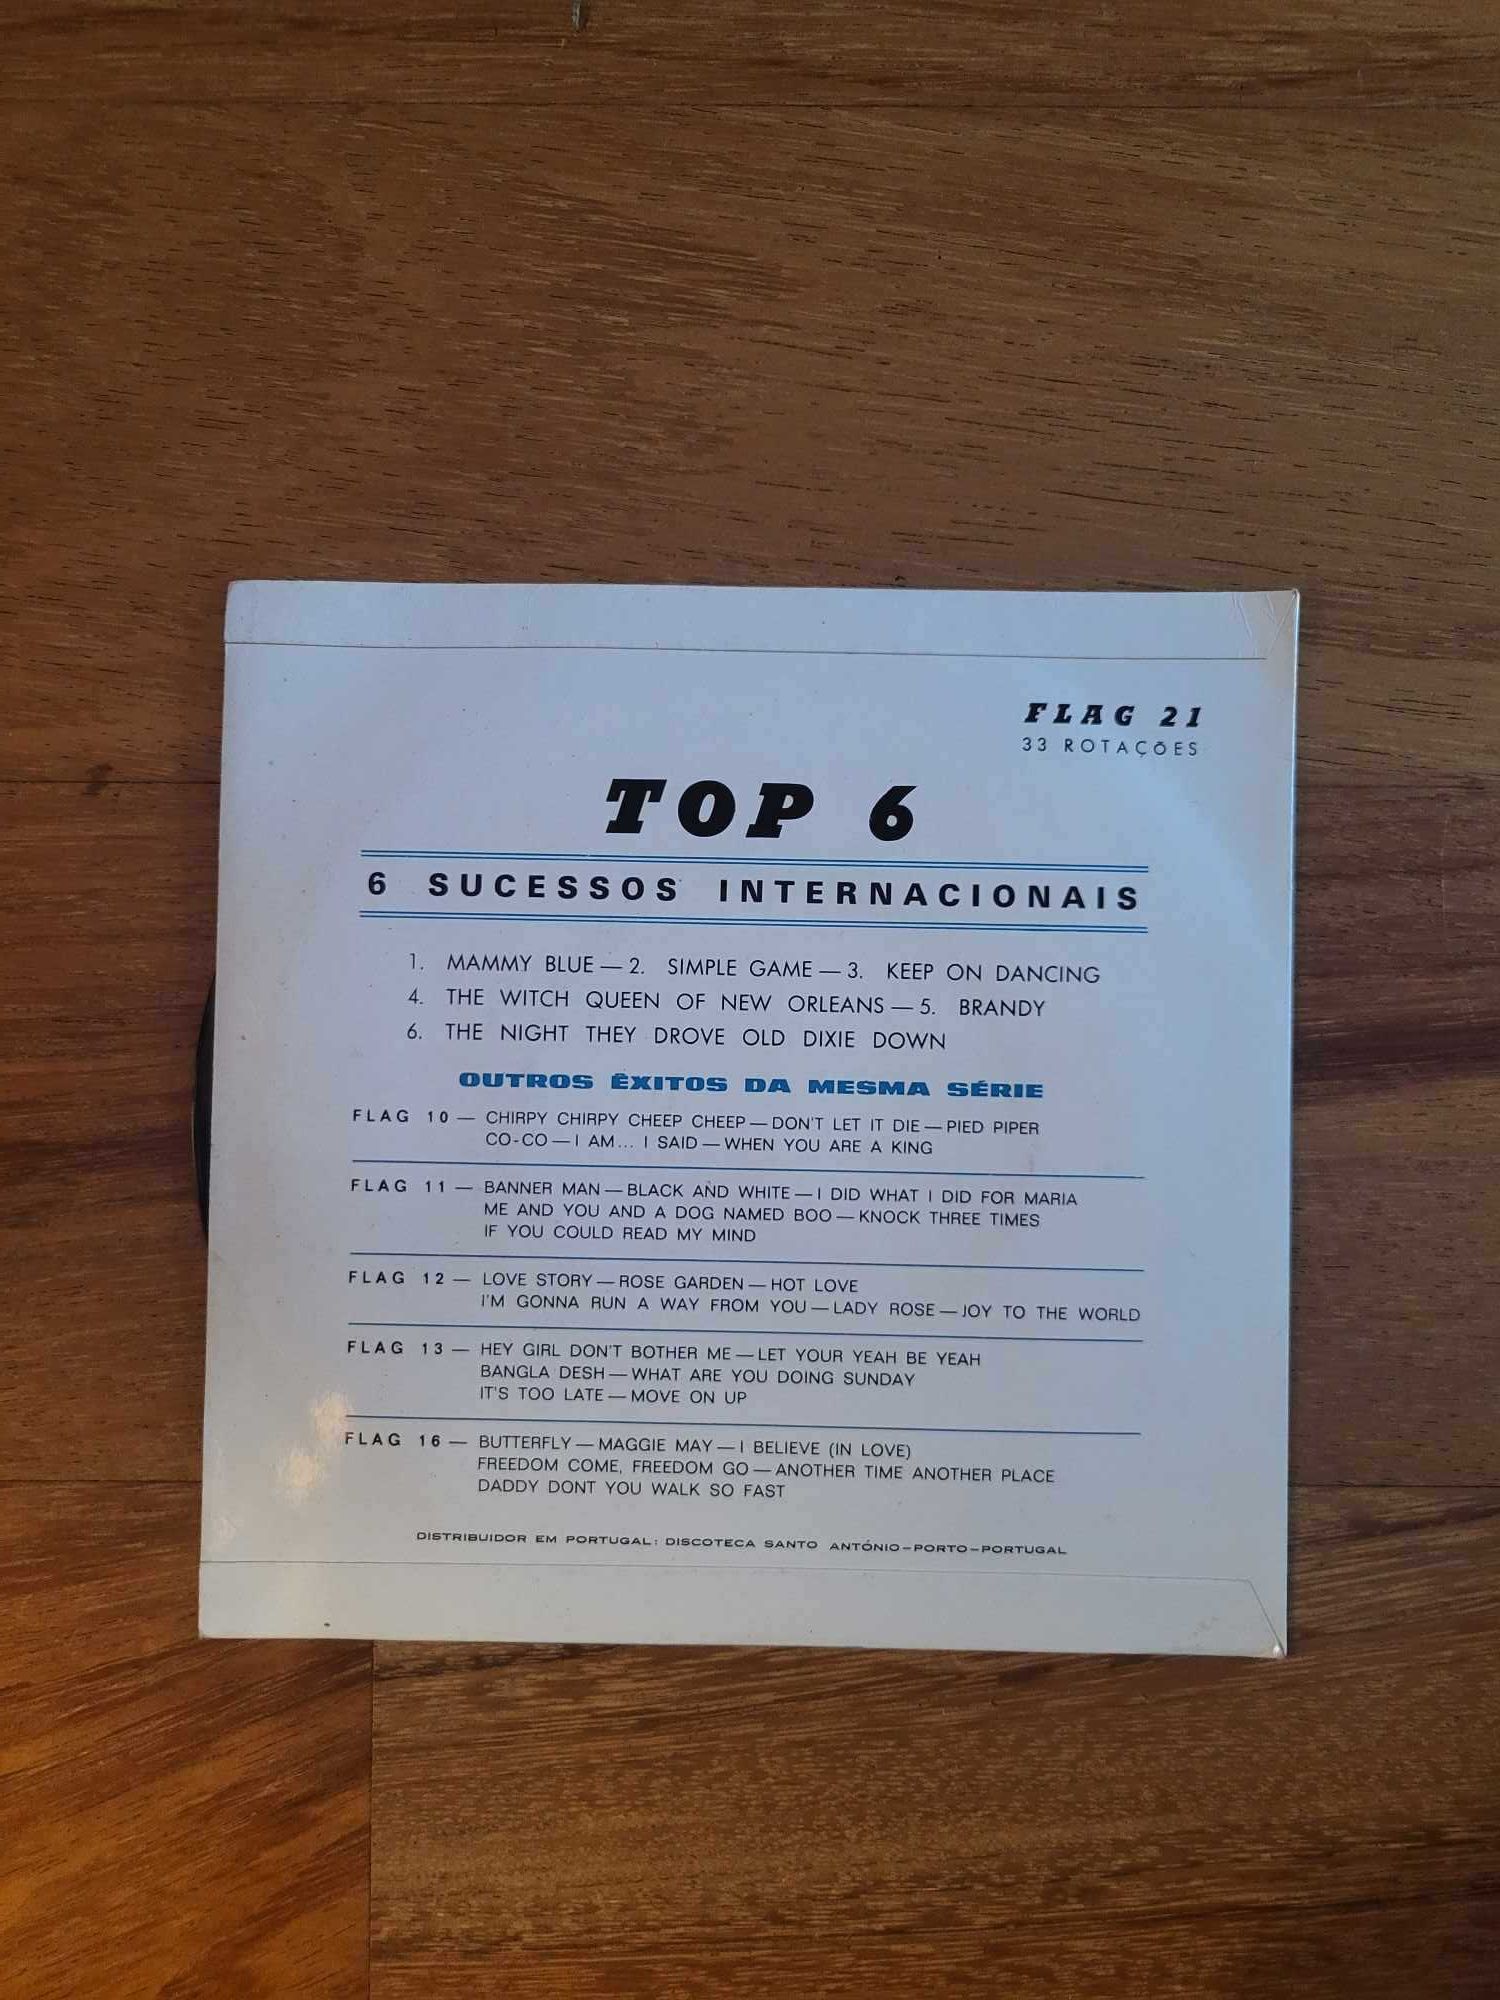 FLAG 21
33 ROTAÇÕES
TOP 6
6 SUCESSOS INTERNACIONAIS
1. MAMMY BLUE — 2. SIMPLE GAME — 3. KEEP ON DANCING
4. THE WITCH QUEEN OF NEW ORLEANS — 5. BRANDY
6. THE NIGHT THEY DROVE OLD DIXIE DOWN
OUTROS ÊXITOS DA MESMA SÉRIE
FLAG 10 — CHIRPY CHIRPY CHEEP CHEEP — DON'T LET IT DIE — PIED PIPER
CO-CO — I AM... I SAID — WHEN YOU ARE A KING
FLAG 11 — BANNER MAN — BLACK AND WHITE — I DID WHAT I DID FOR MARIA
ME AND YOU AND A DOG NAMED BOO — KNOCK THREE TIMES
IF YOU COULD READ MY MIND
FLAG 12 — LOVE STORY — ROSE GARDEN — HOT LOVE
I'M GONNA RUN A WAY FROM YOU — LADY ROSE — JOY TO THE WORLD
FLAG 13 — HEY GIRL DON'T BOTHER ME — LET YOUR YEAH BE YEAH
BANGLA DESH — WHAT ARE YOU DOING SUNDAY
IT'S TOO LATE — MOVE ON UP
FLAG 16 — BUTTERFLY — MAGGIE MAY — I BELIEVE (IN LOVE)
FREEDOM COME, FREEDOM GO — ANOTHER TIME ANOTHER PLACE
DADDY DONT YOU WALK SO FAST
DISTRIBUIDOR EM PORTUGAL: DISCOTECA SANTO ANTÓNIO-PORTO-PORTUGAL